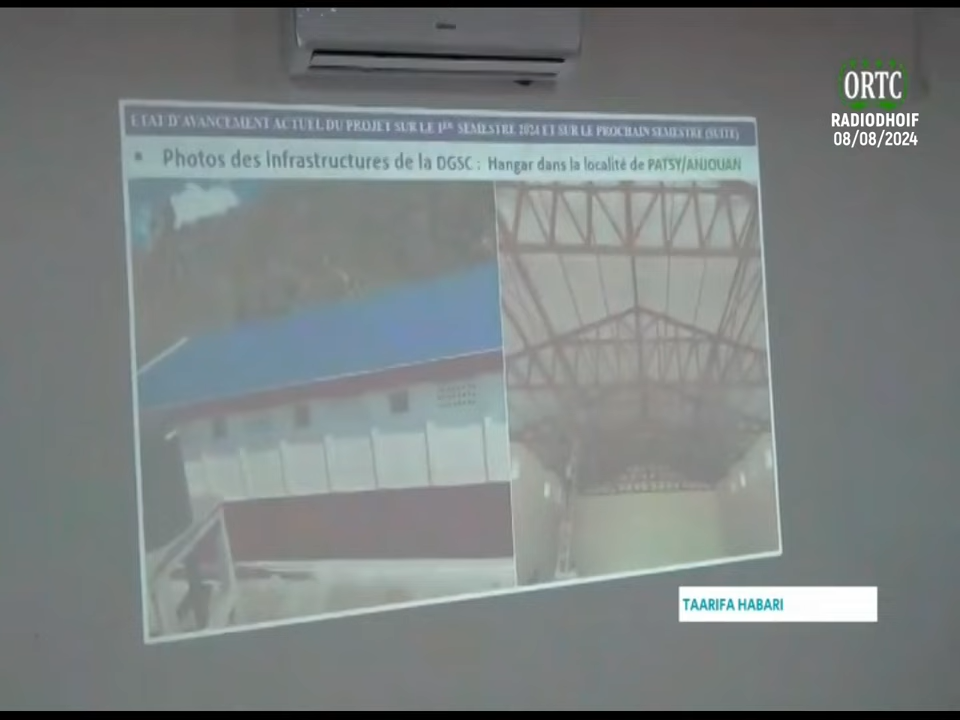 ORTC
RADIODHOIF
08/08/2024
ETAT D'AVANCEMENT ACTUEL DU PROJET SUR LE 1ER SEMESTRE 2024 ET SUR LE PROCHAIN SEMESTRE (SUITE)
▪ Photos des Infrastructures de la DGSC : Hangar dans la localité de PATSY/ANJOUAN
TAARIFA HABARI